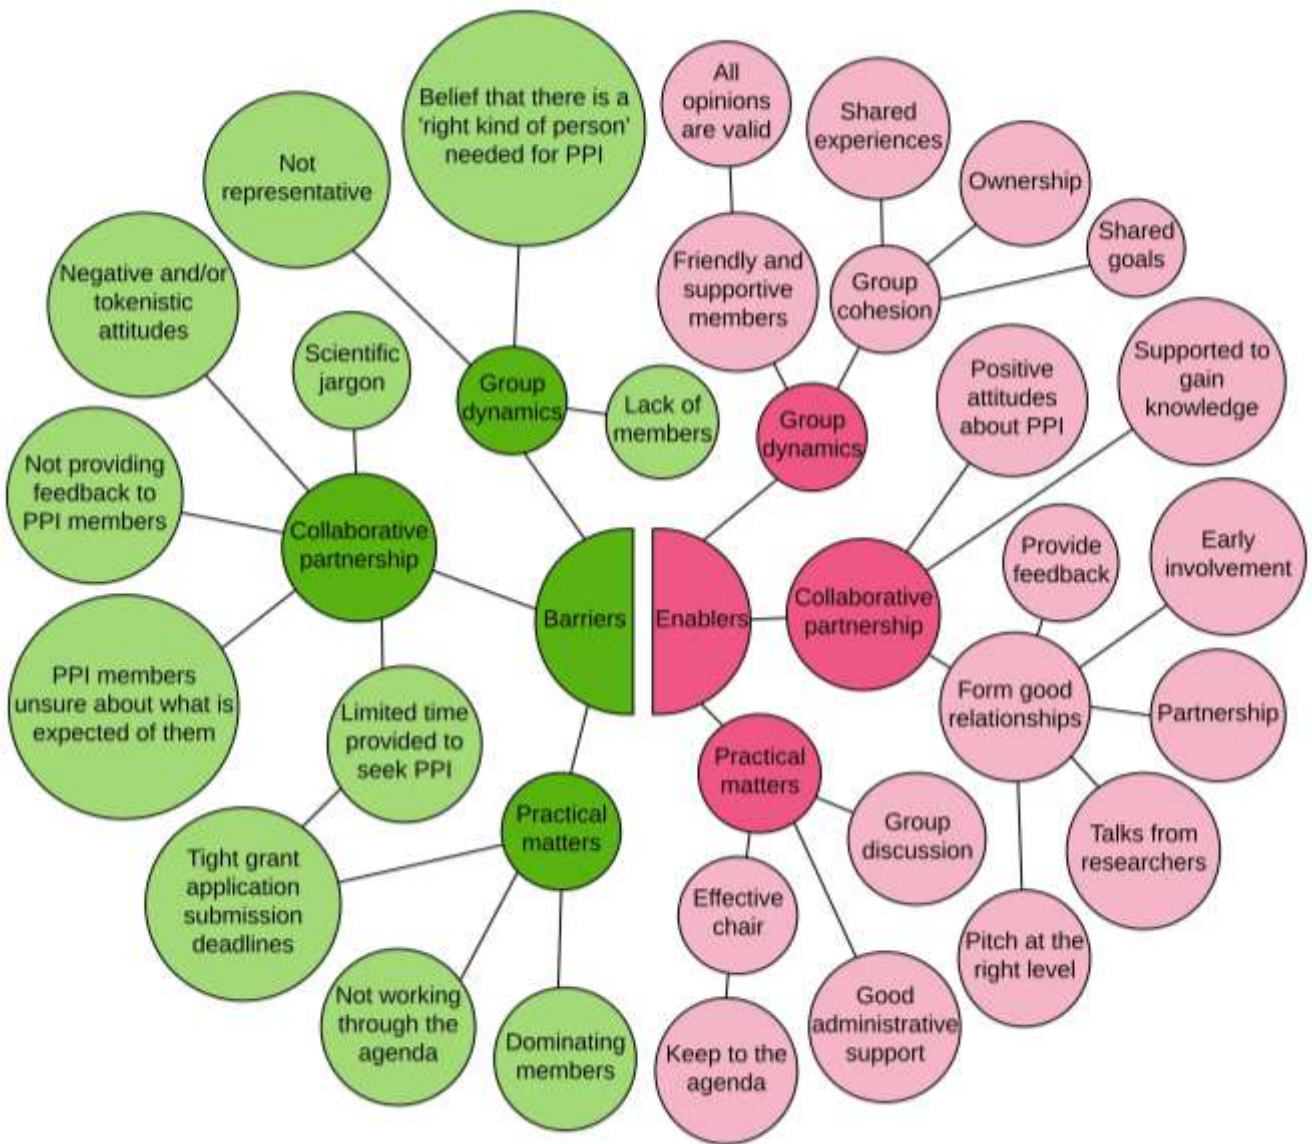 Belief that there is a
'right kind of person'
needed for PPI
Not
representative
Negative and/or
tokenistic
attitudes
Scientific
jargon
Group
dynamics
Lack of
members
Not providing
feedback to
PPI members
Collaborative
partnership
PPI members
unsure about what is
expected of them
Limited time
provided to
seek PPI
Barriers
Practical
matters
Tight grant
application
submission
deadlines
Not working
through the
agenda
Dominating
members
All
opinions
are valid
Shared
experiences
Ownership
Shared
goals
Friendly and
supportive
members
Group
cohesion
Group
dynamics
Positive
attitudes
about PPI
Supported to
gain
knowledge
Enablers
Collaborative
partnership
Provide
feedback
Early
involvement
Form good
relationships
Partnership
Talks from
researchers
Pitch at the
right level
Practical
matters
Group
discussion
Effective
chair
Good
administrative
support
Keep to the
agenda